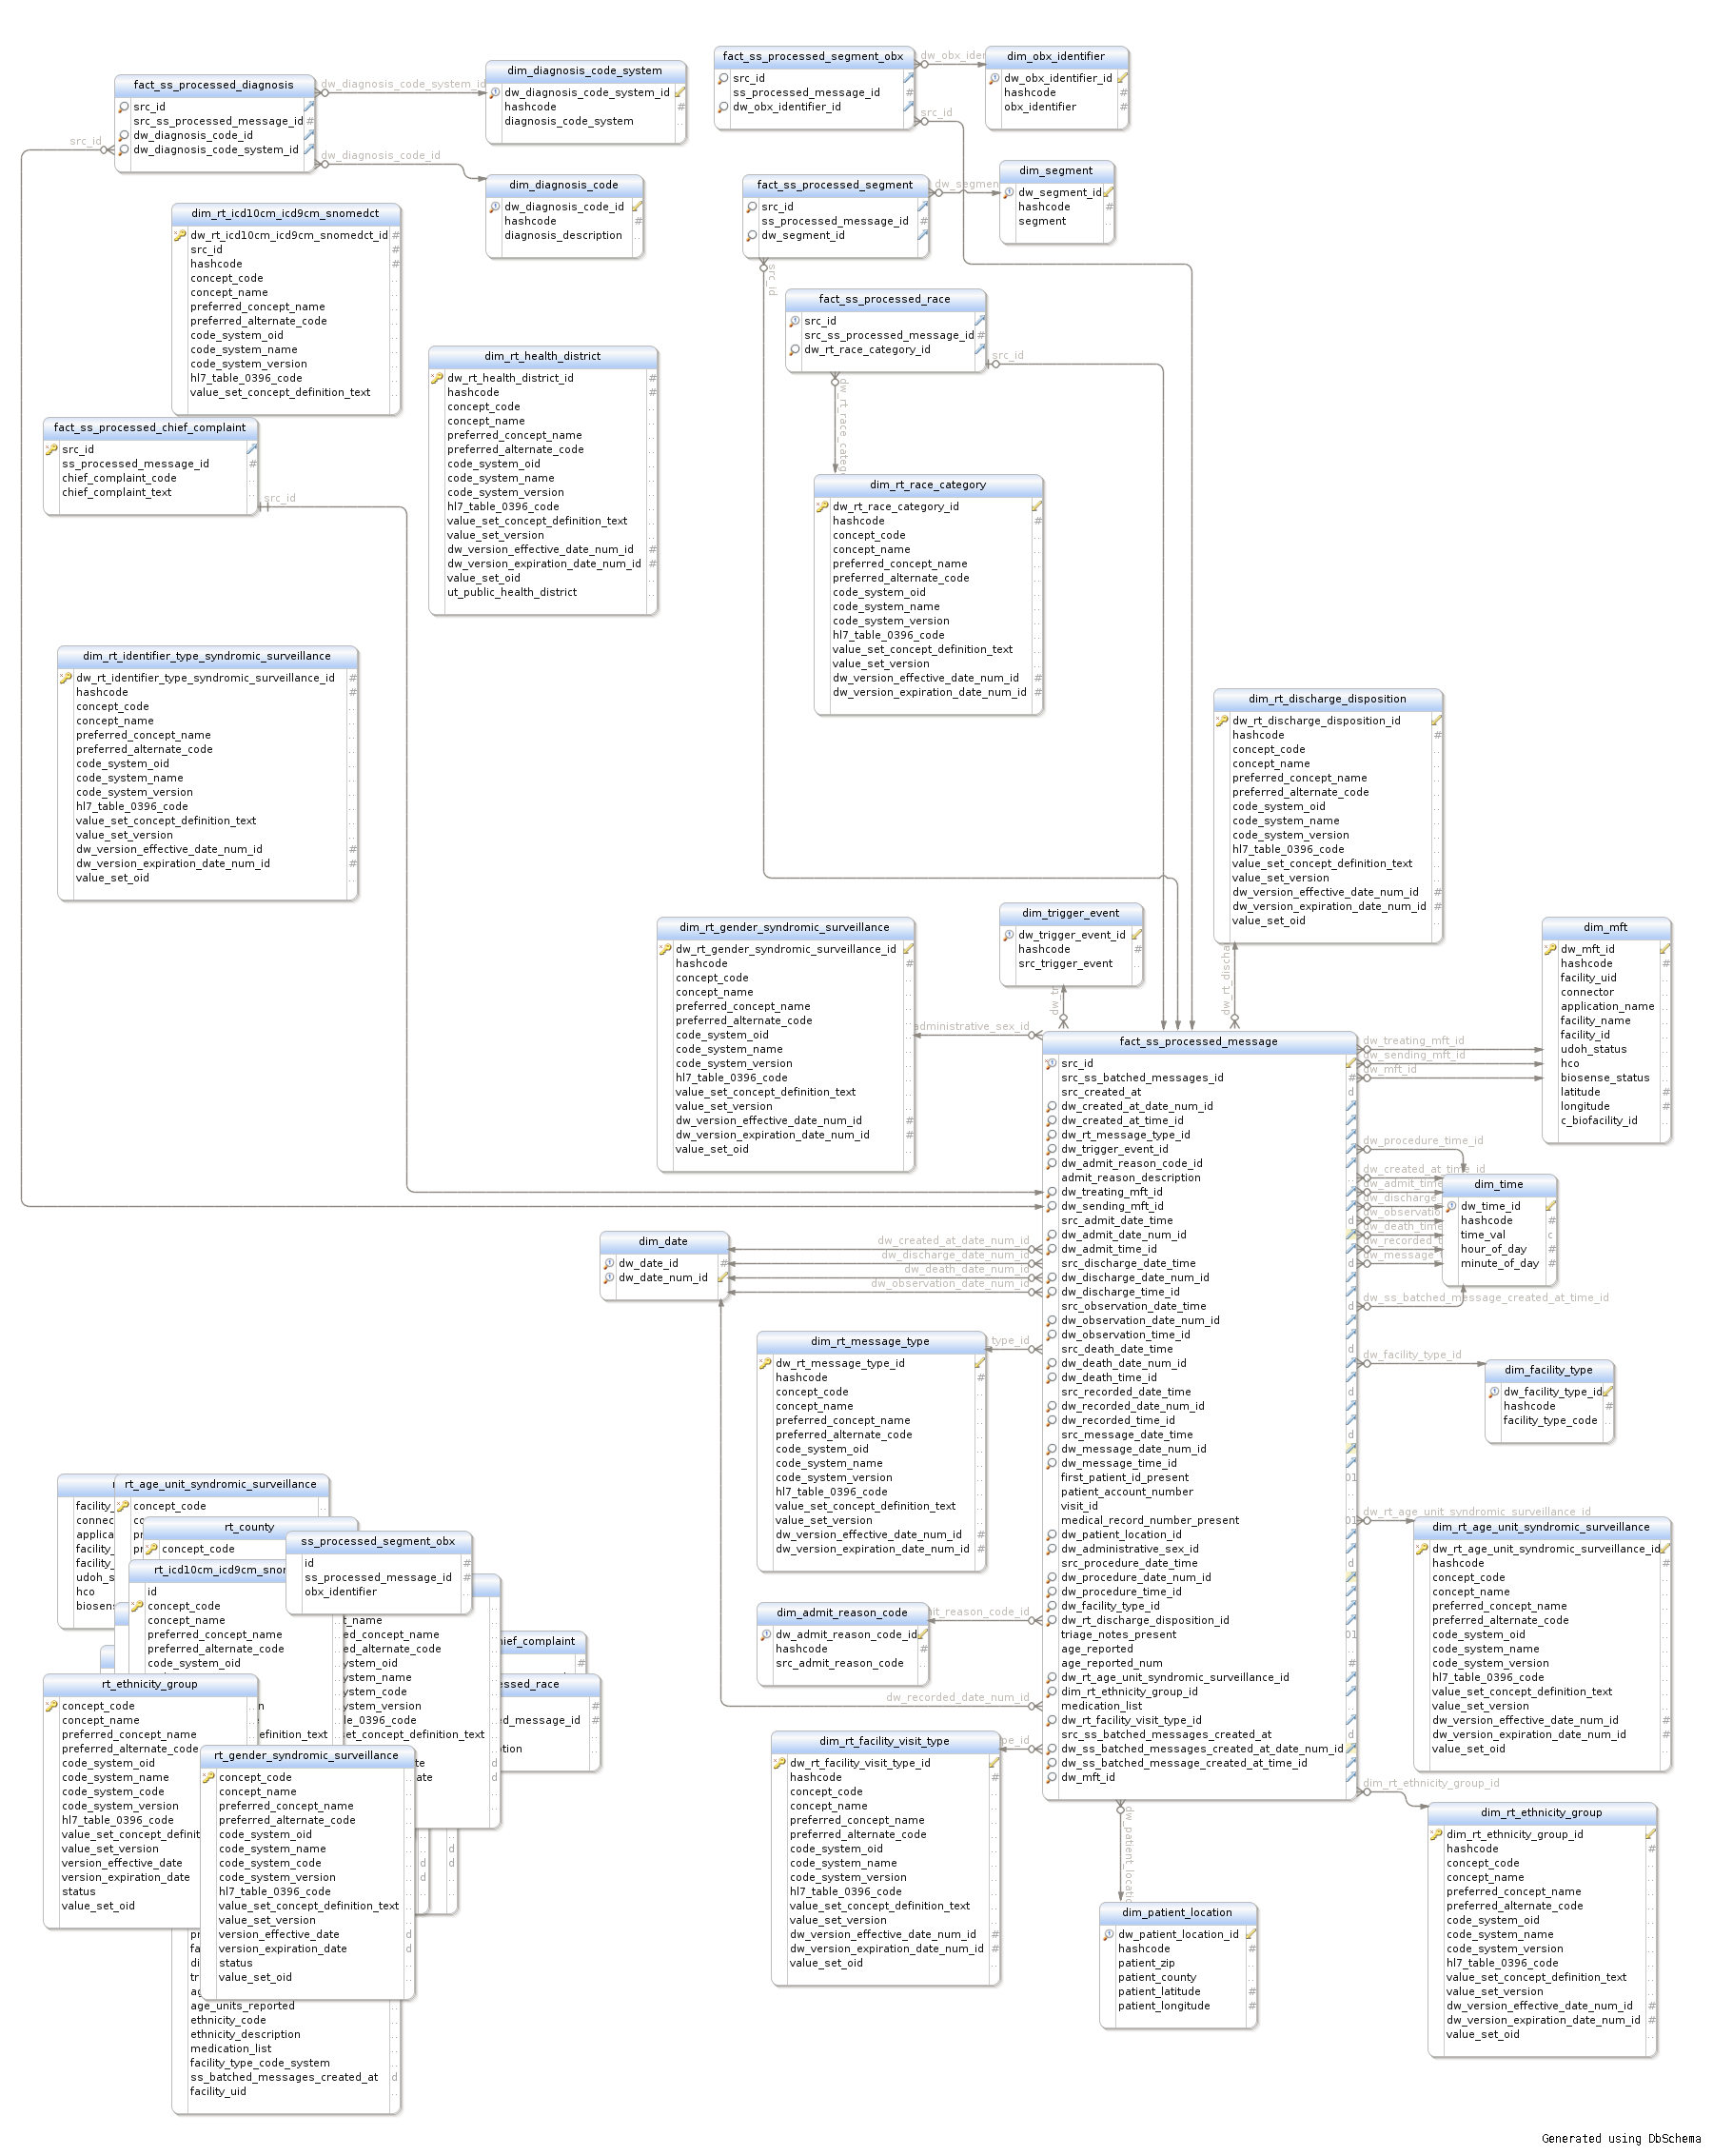 fact_ss_processed_diagnosis
src_id
src_ss_processed_message_id
dw_diagnosis_code_id
dw_diagnosis_code_system_id
src_id
dw_diagnosis_code_system_id
dw_diagnosis_code_id
dim_diagnosis_code_system
dw_diagnosis_code_system_id
hashcode
diagnosis_code_system
dim_diagnosis_code
dw_diagnosis_code_id
hashcode
diagnosis_description
fact_ss_processed_segment_obx
src_id
ss_processed_message_id
dw_obx_identifier_id
src_id
dim_obx_identifier
dw_obx_identifier_id
hashcode
obx_identifier
fact_ss_processed_segment
src_id
ss_processed_message_id
dw_segment_id
src_id
dim_segment
dw_segment_id
hashcode
segment
dim_rt_icd10cm_icd9cm_snomedct
dw_rt_icd10cm_icd9cm_snomedct_id
src_id
hashcode
concept_code
concept_name
preferred_concept_name
preferred_alternate_code
code_system_oid
code_system_name
code_system_version
hl7_table_0396_code
value_set_concept_definition_text
fact_ss_processed_race
src_id
src_ss_processed_message_id
dw_rt_race_category_id
src_id
dim_rt_health_district
dw_rt_health_district_id
hashcode
concept_code
concept_name
preferred_concept_name
preferred_alternate_code
code_system_oid
code_system_name
code_system_version
hl7_table_0396_code
value_set_concept_definition_text
value_set_version
dw_version_effective_date_num_id
dw_version_expiration_date_num_id
value_set_oid
ut_public_health_district
fact_ss_processed_chief_complaint
src_id
ss_processed_message_id
chief_complaint_code
chief_complaint_text
src_id
dim_rt_race_category
dw_rt_race_category_id
hashcode
concept_code
concept_name
preferred_concept_name
preferred_alternate_code
code_system_oid
code_system_name
code_system_version
hl7_table_0396_code
value_set_concept_definition_text
value_set_version
dw_version_effective_date_num_id
dw_version_expiration_date_num_id
dim_rt_identifier_type_syndromic_surveillance
dw_rt_identifier_type_syndromic_surveillance_id
hashcode
concept_code
concept_name
preferred_concept_name
preferred_alternate_code
code_system_oid
code_system_name
code_system_version
hl7_table_0396_code
value_set_concept_definition_text
value_set_version
dw_version_effective_date_num_id
dw_version_expiration_date_num_id
value_set_oid
dim_rt_discharge_disposition
dw_rt_discharge_disposition_id
hashcode
concept_code
concept_name
preferred_concept_name
preferred_alternate_code
code_system_oid
code_system_name
code_system_version
hl7_table_0396_code
value_set_concept_definition_text
value_set_version
dw_version_effective_date_num_id
dw_version_expiration_date_num_id
value_set_oid
dim_rt_gender_syndromic_surveillance
dw_rt_gender_syndromic_surveillance_id
hashcode
concept_code
concept_name
preferred_concept_name
preferred_alternate_code
code_system_oid
code_system_name
code_system_version
hl7_table_0396_code
value_set_concept_definition_text
value_set_version
dw_version_effective_date_num_id
dw_version_expiration_date_num_id
value_set_oid
dim_trigger_event
dw_trigger_event_id
hashcode
src_trigger_event
dim_mft
dw_mft_id
hashcode
facility_uid
connector
application_name
facility_name
facility_id
udoh_status
hco
biosense_status
latitude
longitude
c_biofacility_id
administrative_sex_id
fact_ss_processed_message
src_id
src_ss_batched_messages_id
src_created_at
dw_created_at_date_num_id
dw_created_at_time_id
dw_rt_message_type_id
dw_trigger_event_id
dw_admit_reason_code_id
admit_reason_description
dw_treating_mft_id
dw_sending_mft_id
src_admit_date_time
dw_admit_date_num_id
dw_admit_time_id
src_discharge_date_time
dw_discharge_date_num_id
dw_discharge_time_id
src_observation_date_time
dw_observation_date_num_id
dw_observation_time_id
src_death_date_time
dw_death_date_num_id
dw_death_time_id
src_recorded_date_time
dw_recorded_date_num_id
dw_recorded_time_id
src_message_date_time
dw_message_date_num_id
dw_message_time_id
first_patient_id_present
patient_account_number
visit_id
medical_record_number_present
dw_patient_location_id
dw_administrative_sex_id
src_procedure_date_time
dw_procedure_date_num_id
dw_procedure_time_id
dw_facility_type_id
dw_rt_discharge_disposition_id
triage_notes_present
age_reported
age_reported_num
dw_rt_age_unit_syndromic_surveillance_id
dim_rt_ethnicity_group_id
medication_list
dw_rt_facility_visit_type_id
src_ss_batched_messages_created_at
dw_ss_batched_messages_created_at_date_num_id
dw_ss_batched_message_created_at_time_id
dw_mft_id
dw_treating_mft_id
dw_sending_mft_id
dw_mft_id
dw_procedure_time_id
dw_created_at_time_id
dw_ss_batched_message_created_at_time_id
dim_time
dw_time_id
hashcode
time_val
hour_of_day
minute_of_day
dim_date
dw_date_id
dw_date_num_id
dw_created_at_date_num_id
dw_discharge_date_num_id
dw_death_date_num_id
dw_observation_date_num_id
dim_rt_message_type
dw_rt_message_type_id
hashcode
concept_code
concept_name
preferred_concept_name
preferred_alternate_code
code_system_oid
code_system_name
code_system_version
hl7_table_0396_code
value_set_concept_definition_text
value_set_version
dw_version_effective_date_num_id
dw_version_expiration_date_num_id
type_id
dw_facility_type_id
dim_facility_type
dw_facility_type_id
hashcode
facility_type_code
dw_rt_age_unit_syndromic_surveillance_id
dim_rt_age_unit_syndromic_surveillance
dw_rt_age_unit_syndromic_surveillance_id
hashcode
concept_code
concept_name
preferred_concept_name
preferred_alternate_code
code_system_oid
code_system_name
code_system_version
hl7_table_0396_code
value_set_concept_definition_text
value_set_version
dw_version_effective_date_num_id
dw_version_expiration_date_num_id
value_set_oid
dim_admit_reason_code
dw_admit_reason_code_id
hashcode
src_admit_reason_code
dw_recorded_date_num_id
dim_rt_facility_visit_type
dw_rt_facility_visit_type_id
hashcode
concept_code
concept_name
preferred_concept_name
preferred_alternate_code
code_system_oid
code_system_name
code_system_version
hl7_table_0396_code
value_set_concept_definition_text
value_set_version
dw_version_effective_date_num_id
dw_version_expiration_date_num_id
value_set_oid
dim_patient_location
dw_patient_location_id
hashcode
patient_zip
patient_county
patient_latitude
patient_longitude
dim_rt_ethnicity_group_id
dim_rt_ethnicity_group
dim_rt_ethnicity_group_id
hashcode
concept_code
concept_name
preferred_concept_name
preferred_alternate_code
code_system_oid
code_system_name
code_system_version
hl7_table_0396_code
value_set_concept_definition_text
value_set_version
dw_version_effective_date_num_id
dw_version_expiration_date_num_id
value_set_oid
rt_age_unit_syndromic_surveillance
concept_code
rt_county
concept_code
ss_processed_segment_obx
id
ss_processed_message_id
obx_identifier
id
concept_code
concept_name
preferred_concept_name
preferred_alternate_code
code_system_oid
hco
rt_ethnicity_group
concept_code
concept_name
preferred_concept_name
preferred_alternate_code
code_system_oid
code_system_name
code_system_code
code_system_version
hl7_table_0396_code
value_set_concept_definit
value_set_version
version_effective_date
version_expiration_date
status
value_set_oid
rt_gender_syndromic_surveillance
concept_code
concept_name
preferred_concept_name
preferred_alternate_code
code_system_oid
code_system_name
code_system_code
code_system_version
hl7_table_0396_code
value_set_concept_definition_text
value_set_version
version_effective_date
version_expiration_date
status
value_set_oid
age_units_reported
ethnicity_code
ethnicity_description
medication_list
facility_type_code_system
ss_batched_messages_created_at
facility_uid
Generated using DbSchema